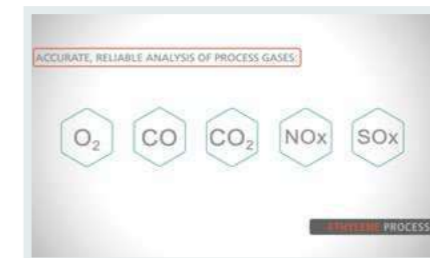 ACCURATE, RELIABLE ANALYSIS OF PROCESS GASES:
O₂ CO CO₂ NOx SOx
ETHYLENE PROCESS